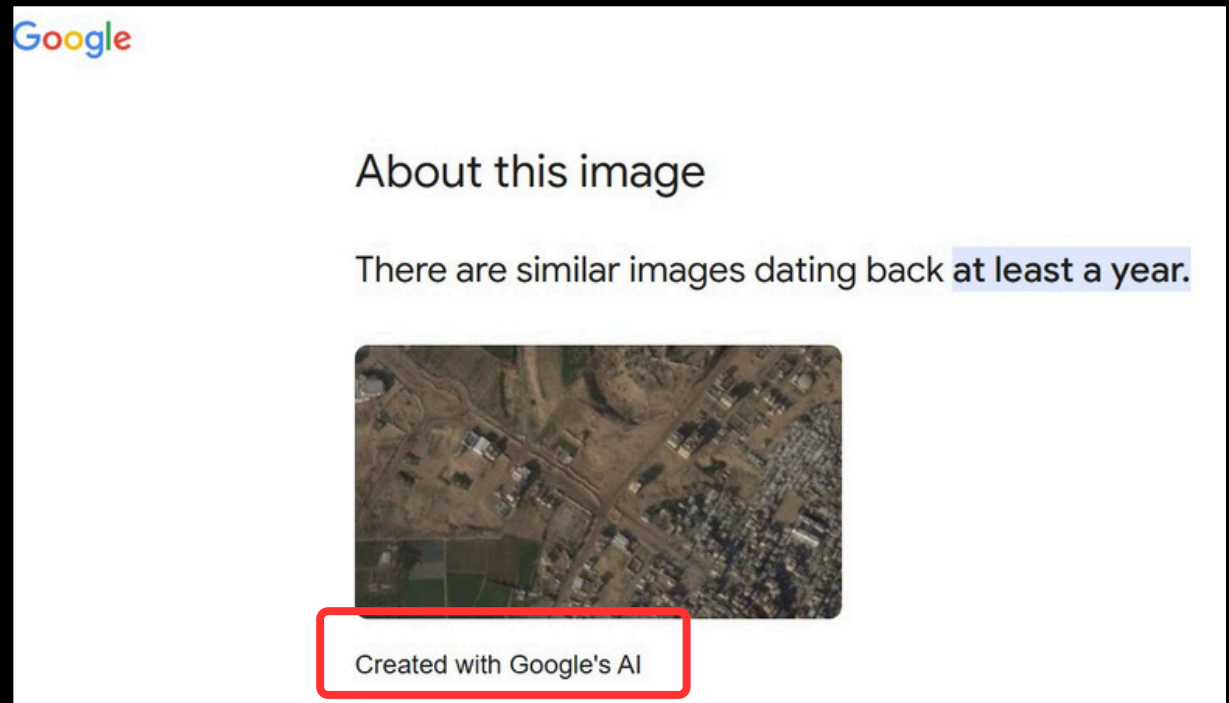 Google
About this image
There are similar images dating back at least a year.
Created with Google's AI